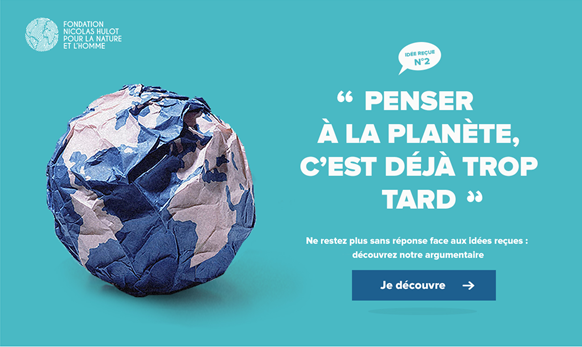 FONDATION
NICOLAS HULOT
POUR LA NATURE
ET L'HOMME
IDÉE REÇUE
N°2
“ PENSER
À LA PLANÈTE,
C'EST DÉJÀ TROP
TARD ”
Ne restez plus sans réponse face aux idées reçues :
découvrez notre argumentaire
Je découvre →